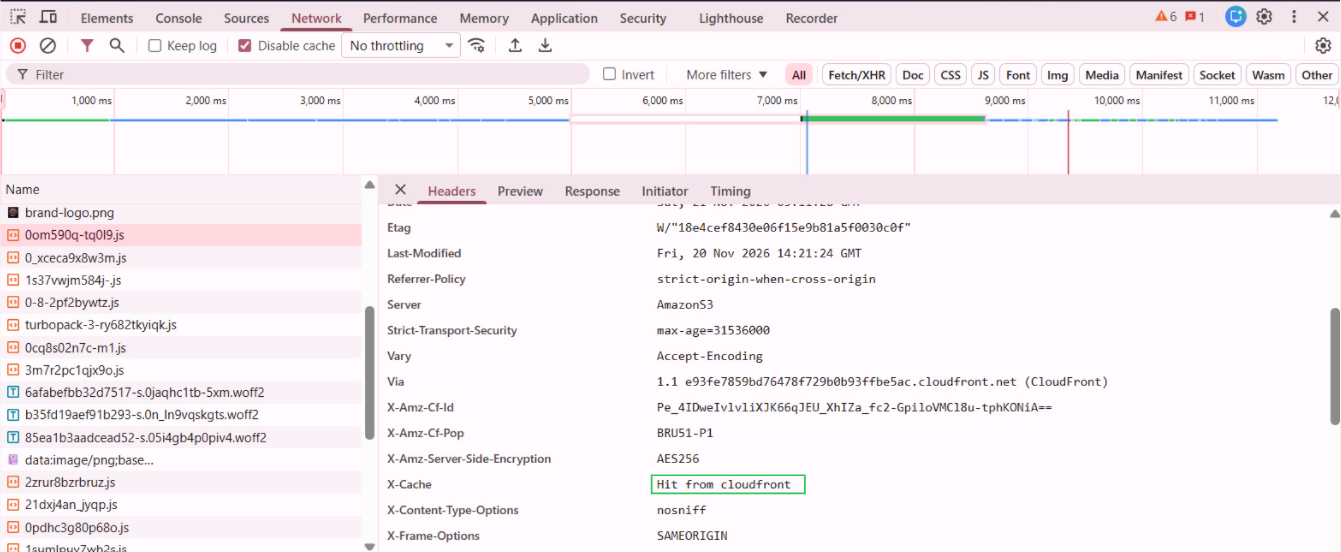 Elements Console Sources Network Performance Memory Application Security Lighthouse Recorder 6 1
Keep log Disable cache No throttling
Filter Invert More filters All Fetch/XHR Doc CSS JS Font Img Media Manifest Socket Wasm Other
1,000 ms 2,000 ms 3,000 ms 4,000 ms 5,000 ms 6,000 ms 7,000 ms 8,000 ms 9,000 ms 10,000 ms 11,000 ms 12,0
Name
brand-logo.png
0om590q-tq0l9.js
0_xceca9x8w3m.js
1s37vwjm584j-.js
0-8-2pf2bywtz.js
turbopack-3-ry682tkyiqk.js
0cq8s02n7c-m1.js
3m7r2pc1qjx9o.js
6afabefbb32d7517-s.0jaqhc1tb-5xm.woff2
b35fd19aef91b293-s.0n_ln9vqskgts.woff2
85ea1b3aadcead52-s.05i4gb4p0piv4.woff2
data:image/png;base...
2zrur8bzrbruz.js
21dxj4an_jyqp.js
0pdhc3g80p68o.js
1sumlpuy7wb2s.js
Headers Preview Response Initiator Timing
Date
Etag W/"18e4cef8430e06f15e9b81a5f0030c0f"
Last-Modified Fri, 20 Nov 2026 14:21:24 GMT
Referrer-Policy strict-origin-when-cross-origin
Server AmazonS3
Strict-Transport-Security max-age=31536000
Vary Accept-Encoding
Via 1.1 e93fe7859bd76478f729b0b93ffbe5ac.cloudfront.net (CloudFront)
X-Amz-Cf-Id Pe_4IDweIvlvliXJK66qJEU_XhIZa_fc2-GpiloVMCl8u-tphKONiA==
X-Amz-Cf-Pop BRU51-P1
X-Amz-Server-Side-Encryption AES256
X-Cache Hit from cloudfront
X-Content-Type-Options nosniff
X-Frame-Options SAMEORIGIN